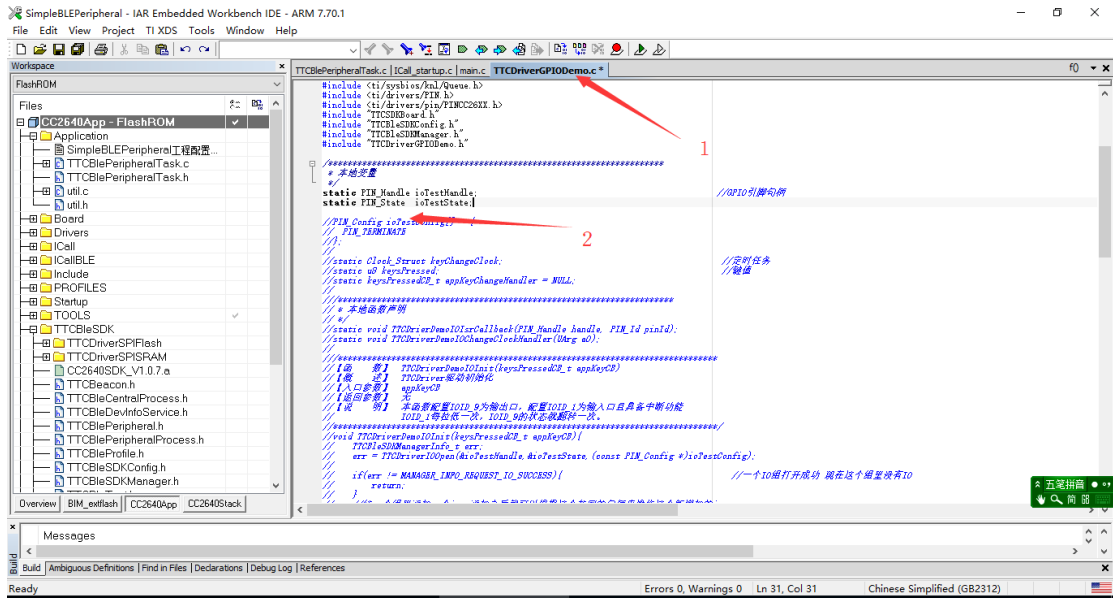 SimpleBLEPeripheral - IAR Embedded Workbench IDE - ARM 7.70.1
File Edit View Project TI XDS Tools Window Help
Workspace
TTCBlePeripheralTask.c | ICall_startup.c | main.c TTCDriverGPIODemo.c *
f()
FlashROM
Files
CC2640App - FlashROM
Application
SimpleBLEPeripheral工程配置...
TTCBlePeripheralTask.c
TTCBlePeripheralTask.h
util.c
util.h
Board
Drivers
ICall
ICallBLE
Include
PROFILES
Startup
TOOLS
TTCBleSDK
TTCDriverSPIFlash
TTCDriverSPISRAM
CC2640SDK_V1.0.7.a
TTCBeacon.h
TTCBleCentralProcess.h
TTCBleDevInfoService.h
TTCBlePeripheral.h
TTCBlePeripheralProcess.h
TTCBleProfile.h
TTCBleSDKConfig.h
TTCBleSDKManager.h
Overview BIM_extflash CC2640App CC2640Stack
#include <ti/sysbios/knl/Queue.h>
#include <ti/drivers/PIN.h>
#include <ti/drivers/pin/PINCC26XX.h>
#include "TTCSDKBoard.h"
#include "TTCBleSDKConfig.h"
#include "TTCBleSDKManager.h"
#include "TTCDriverGPIODemo.h"
1
* 本地变量
*/
static PIN_Handle ioTestHandle; //GPIO引脚句柄
static PIN_State ioTestState;
//PIN_Config ioTestConfig[] = {
// PIN_TERMINATE
//};
2
//
//static Clock_Struct keyChangeClock; //定时任务
//static u8 keysPressed; //键值
//static keysPressedCB_t appKeyChangeHandler = NULL;
//
// * 本地函数声明
// */
//static void TTCDrierDemoIOIsrCallback(PIN_Handle handle, PIN_Id pinId);
//static void TTCDriverDemoIOChangeClockHandler(UArg a0);
//
//【函 数】 TTCDriverDemoIOInit(keysPressedCB_t appKeyCB)
//【概 述】 TTCDriver驱动初始化
//【入口参数】 appKeyCB
//【返回参数】 无
//【说 明】 本函数配置IOID_9为输出口，配置IOID_1为输入口且具备中断功能
// IOID_1每拉低一次，IOID_9的状态就翻转一次。
//void TTCDriverDemoIOInit(keysPressedCB_t appKeyCB){
// TTCBleSDKManagerInfo_t err;
// err = TTCDriverIOOpen(&ioTestHandle,&ioTestState,(const PIN_Config *)ioTestConfig);
//
// if(err != MANAGER_INFO_REQUEST_IO_SUCCESS){ //一个IO组打开成功 现在这个组里没有IO
// return;
// }
五笔拼音
简
Messages
Build
Build | Ambiguous Definitions | Find in Files | Declarations | Debug Log | References
Ready
Errors 0, Warnings 0 Ln 31, Col 31 Chinese Simplified (GB2312)